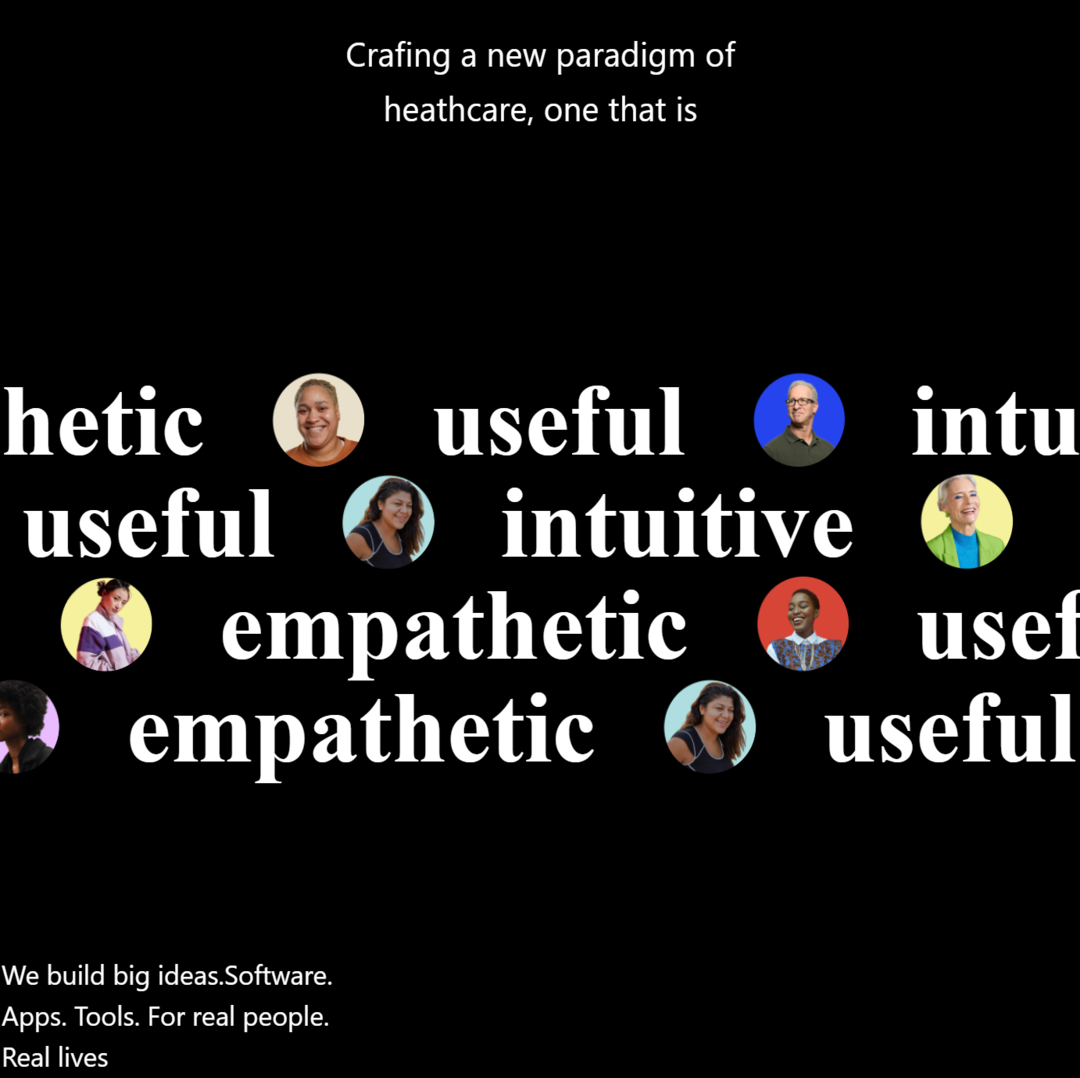 Crafing a new paradigm of
heathcare, one that is
hetic useful intu
useful intuitive
empathetic usef
empathetic useful
We build big ideas.Software.
Apps. Tools. For real people.
Real lives